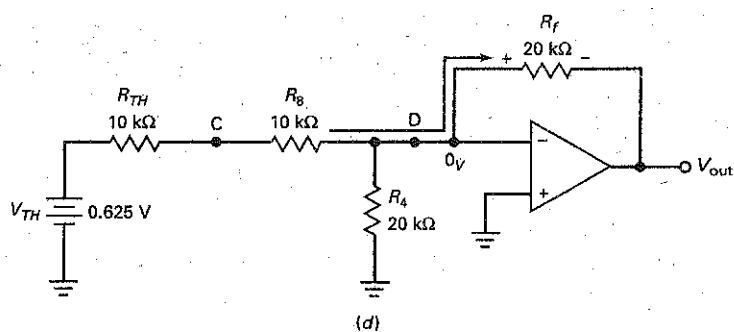 R_f
20 kΩ
+ −
R_TH
10 kΩ
C
R_8
10 kΩ
D
0_V
−
+
V_out
V_TH
0.625 V
R_4
20 kΩ
(d)